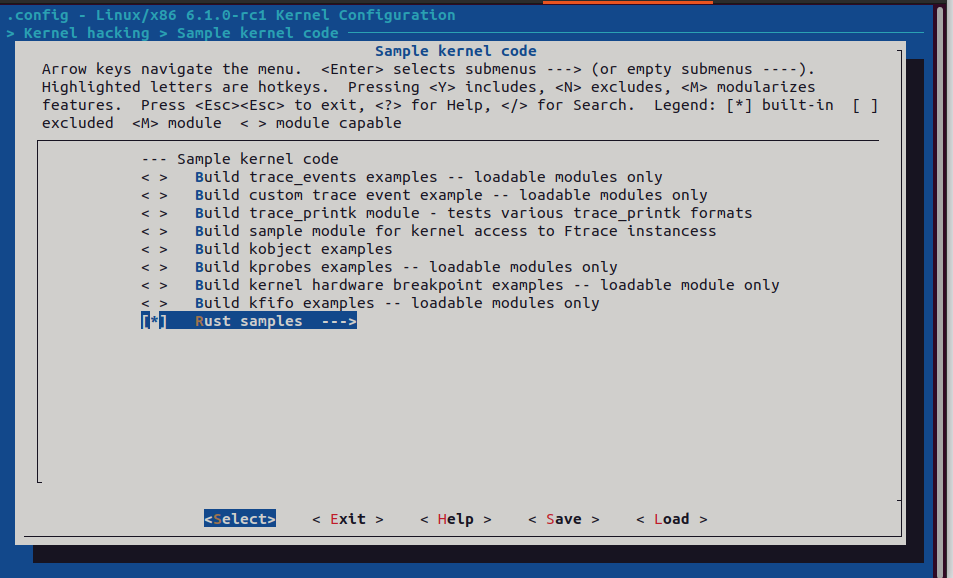 .config - Linux/x86 6.1.0-rc1 Kernel Configuration
> Kernel hacking > Sample kernel code
Sample kernel code
Arrow keys navigate the menu.  <Enter> selects submenus ---> (or empty submenus ----).
Highlighted letters are hotkeys.  Pressing <Y> includes, <N> excludes, <M> modularizes
features.  Press <Esc><Esc> to exit, <?> for Help, </> for Search.  Legend: [*] built-in  [ ]
excluded  <M> module  < > module capable
--- Sample kernel code
< >   Build trace_events examples -- loadable modules only
< >   Build custom trace event example -- loadable modules only
< >   Build trace_printk module - tests various trace_printk formats
< >   Build sample module for kernel access to Ftrace instancess
< >   Build kobject examples
< >   Build kprobes examples -- loadable modules only
< >   Build kernel hardware breakpoint examples -- loadable module only
< >   Build kfifo examples -- loadable modules only
[*]   Rust samples  --->
<Select>    < Exit >    < Help >    < Save >    < Load >